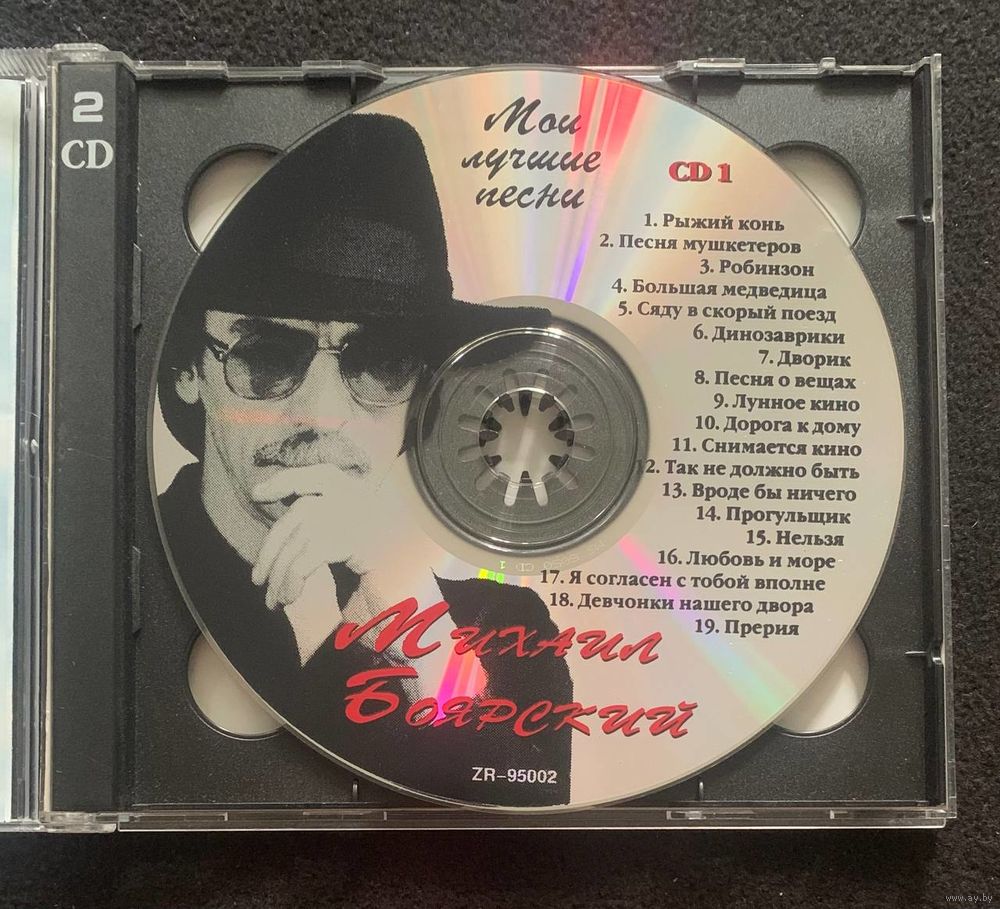 2
CD
Мои
лучшие
песни
CD 1
1. Рыжий конь
2. Песня мушкетеров
3. Робинзон
4. Большая медведица
5. Сяду в скорый поезд
6. Динозаврики
7. Дворик
8. Песня о вещах
9. Лунное кино
10. Дорога к дому
11. Снимается кино
12. Так не должно быть
13. Вроде бы ничего
14. Прогульщик
15. Нельзя
16. Любовь и море
17. Я согласен с тобой вполне
18. Девчонки нашего двора
19. Прерия
Михаил
Боярский
ZR-95002
www.ay.by